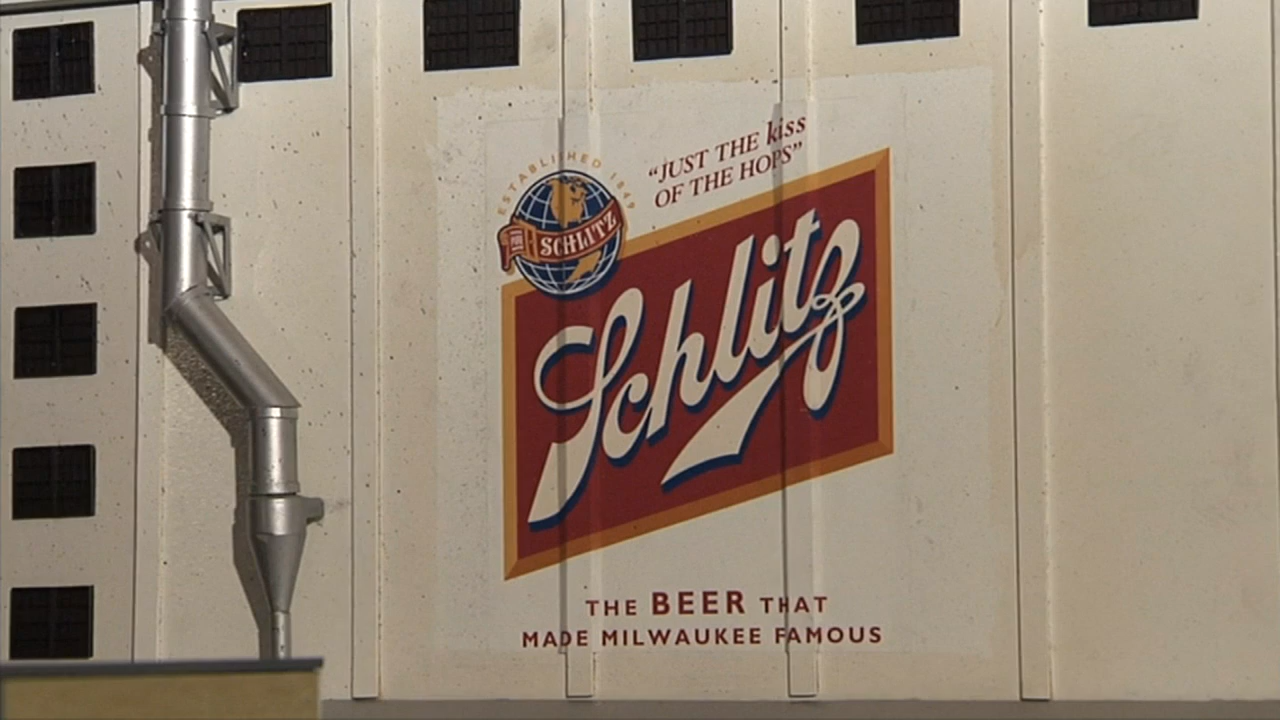 ESTABLISHED 1849
"JUST THE kiss
OF THE HOPS"
SCHLITZ
Schlitz
THE BEER THAT
MADE MILWAUKEE FAMOUS